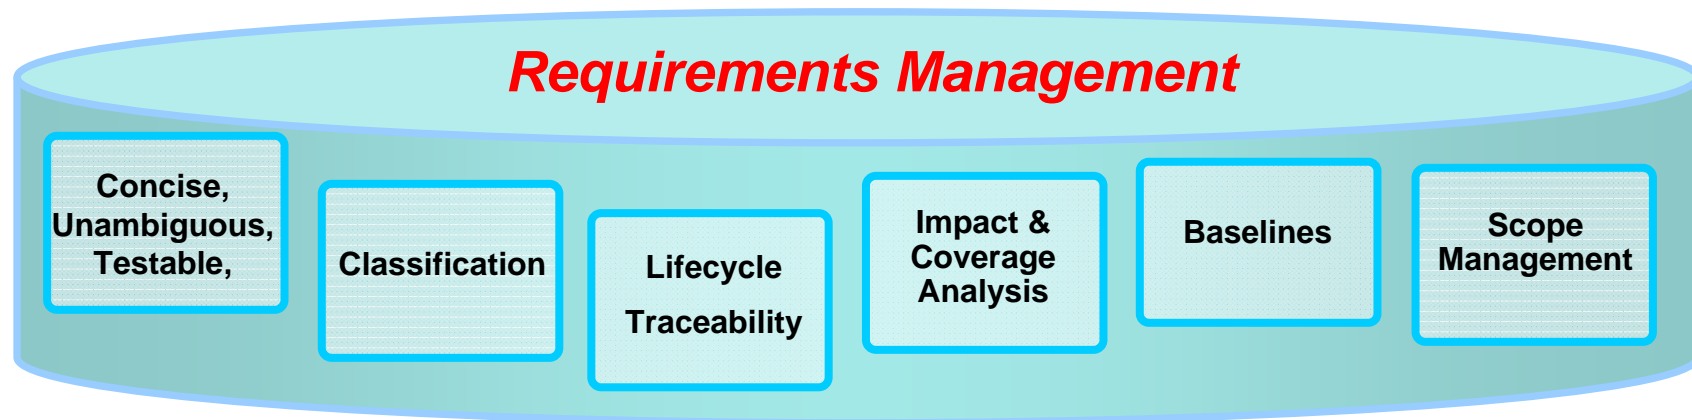 Requirements Management
Concise,
Unambiguous,
Testable,
Classification
Lifecycle
Traceability
Impact &
Coverage
Analysis
Baselines
Scope
Management